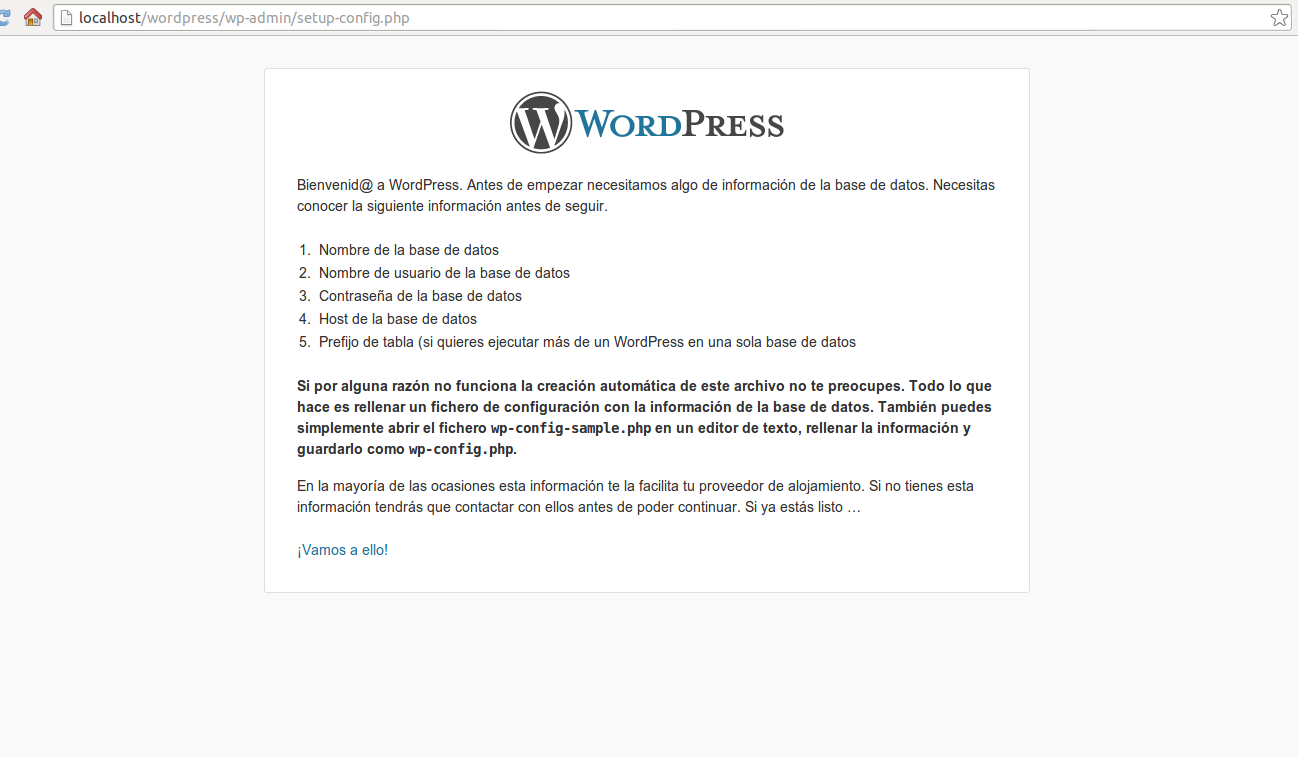 localhost/wordpress/wp-admin/setup-config.php
WORDPRESS
Bienvenid@ a WordPress. Antes de empezar necesitamos algo de información de la base de datos. Necesitas
conocer la siguiente información antes de seguir.
1. Nombre de la base de datos
2. Nombre de usuario de la base de datos
3. Contraseña de la base de datos
4. Host de la base de datos
5. Prefijo de tabla (si quieres ejecutar más de un WordPress en una sola base de datos
Si por alguna razón no funciona la creación automática de este archivo no te preocupes. Todo lo que
hace es rellenar un fichero de configuración con la información de la base de datos. También puedes
simplemente abrir el fichero wp-config-sample.php en un editor de texto, rellenar la información y
guardarlo como wp-config.php.
En la mayoría de las ocasiones esta información te la facilita tu proveedor de alojamiento. Si no tienes esta
información tendrás que contactar con ellos antes de poder continuar. Si ya estás listo …
¡Vamos a ello!